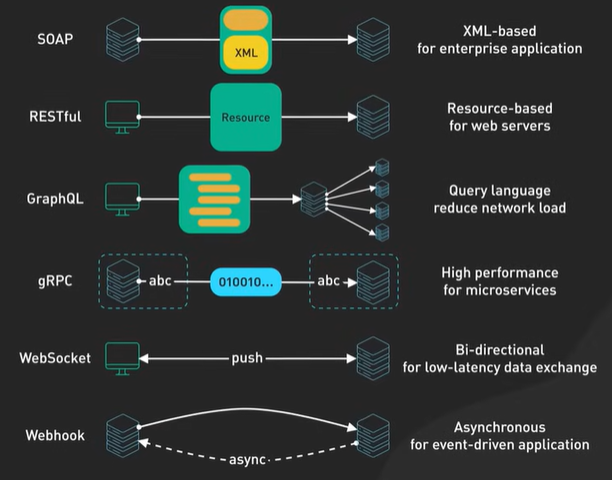 SOAP
XML
XML-based
for enterprise application
RESTful
Resource
Resource-based
for web servers
GraphQL
Query language
reduce network load
gRPC
abc
010010...
abc
High performance
for microservices
WebSocket
push
Bi-directional
for low-latency data exchange
Webhook
async
Asynchronous
for event-driven application